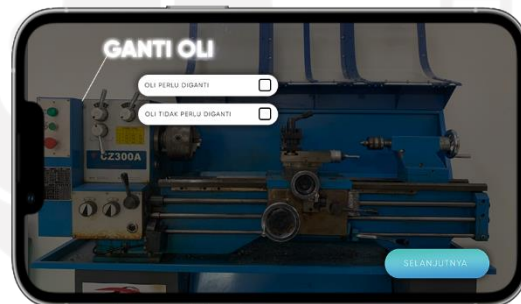 GANTI OLI
OLI PERLU DIGANTI
OLI TIDAK PERLU DIGANTI
CZ300A
SELANJUTNYA